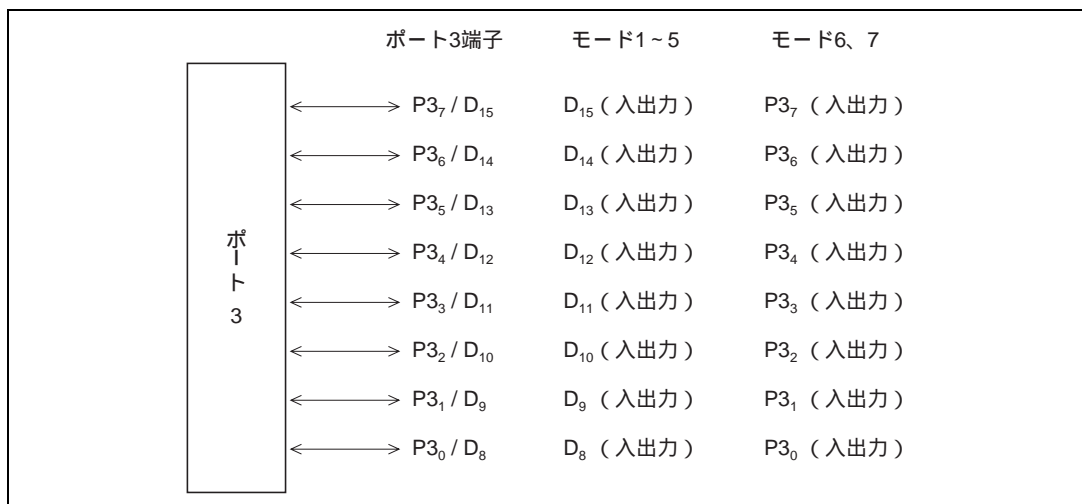 ポート3端子 モード1~5 モード6、7
P3₇ / D₁₅ D₁₅ ( 入出力 ) P3₇ ( 入出力 )
P3₆ / D₁₄ D₁₄ ( 入出力 ) P3₆ ( 入出力 )
P3₅ / D₁₃ D₁₃ ( 入出力 ) P3₅ ( 入出力 )
P3₄ / D₁₂ D₁₂ ( 入出力 ) P3₄ ( 入出力 )
ポート3
P3₃ / D₁₁ D₁₁ ( 入出力 ) P3₃ ( 入出力 )
P3₂ / D₁₀ D₁₀ ( 入出力 ) P3₂ ( 入出力 )
P3₁ / D₉ D₉ ( 入出力 ) P3₁ ( 入出力 )
P3₀ / D₈ D₈ ( 入出力 ) P3₀ ( 入出力 )